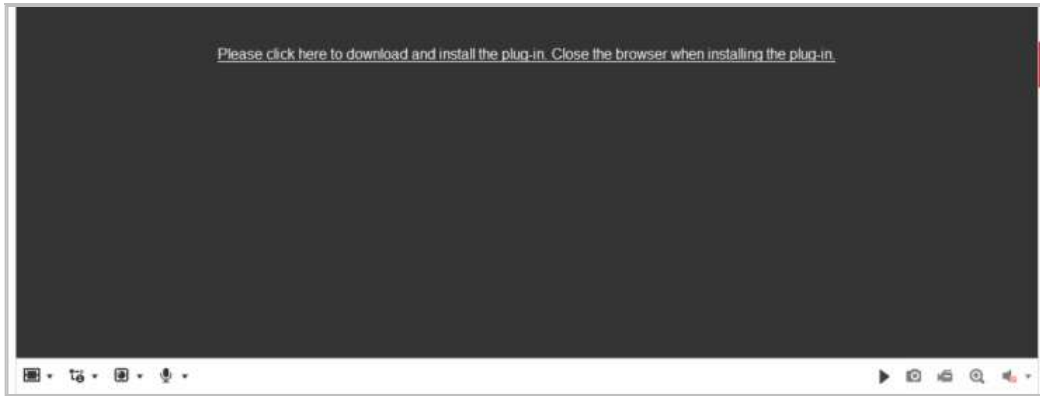 Please click here to download and install the plug-in. Close the browser when installing the plug-in.